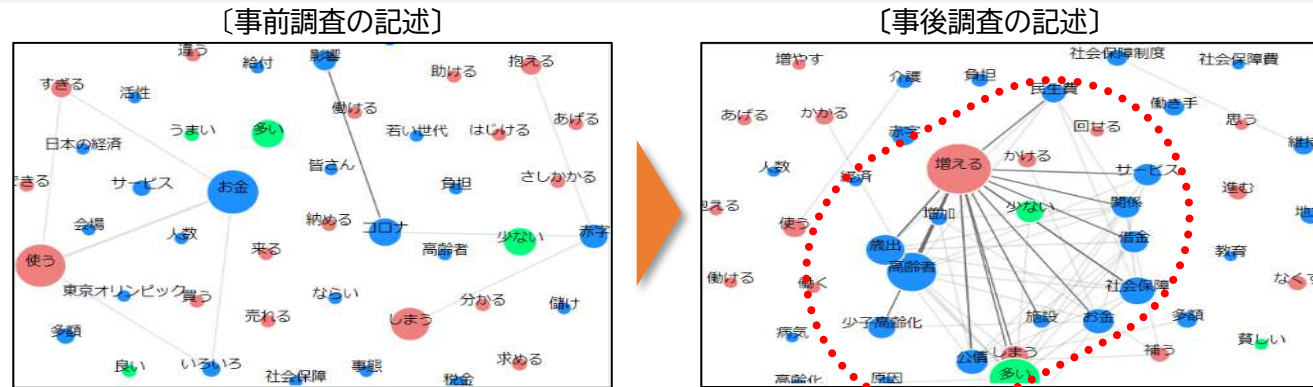 〔事前調査の記述〕
違う
給付
影響
助ける
抱える
すぎる
活性
働ける
あげる
うまい
多い
若い世代
はじける
日本の経済
皆さん
サービス
お金
負担
さしかかる
会場
人数
納める
コロナ
少ない
赤字
使う
来る
高齢者
東京オリンピック
買う
ならい
分かる
儲け
売れる
しまう
多額
良い
いろいろ
社会保障
事態
税金
求める
〔事後調査の記述〕
増やす
介護
負担
社会保障制度
社会保障費
民生費
働き手
あげる
かかる
赤字
回せる
思う
維持
人数
経済
増える
かける
サービス
進む
使う
増加
少ない
関係
借金
教育
歳出
高齢者
働ける
働く
社会保障
なくす
少子高齢化
施設
お金
多額
病気
公債
しまう
補う
貧しい
高齢化
原因
多い